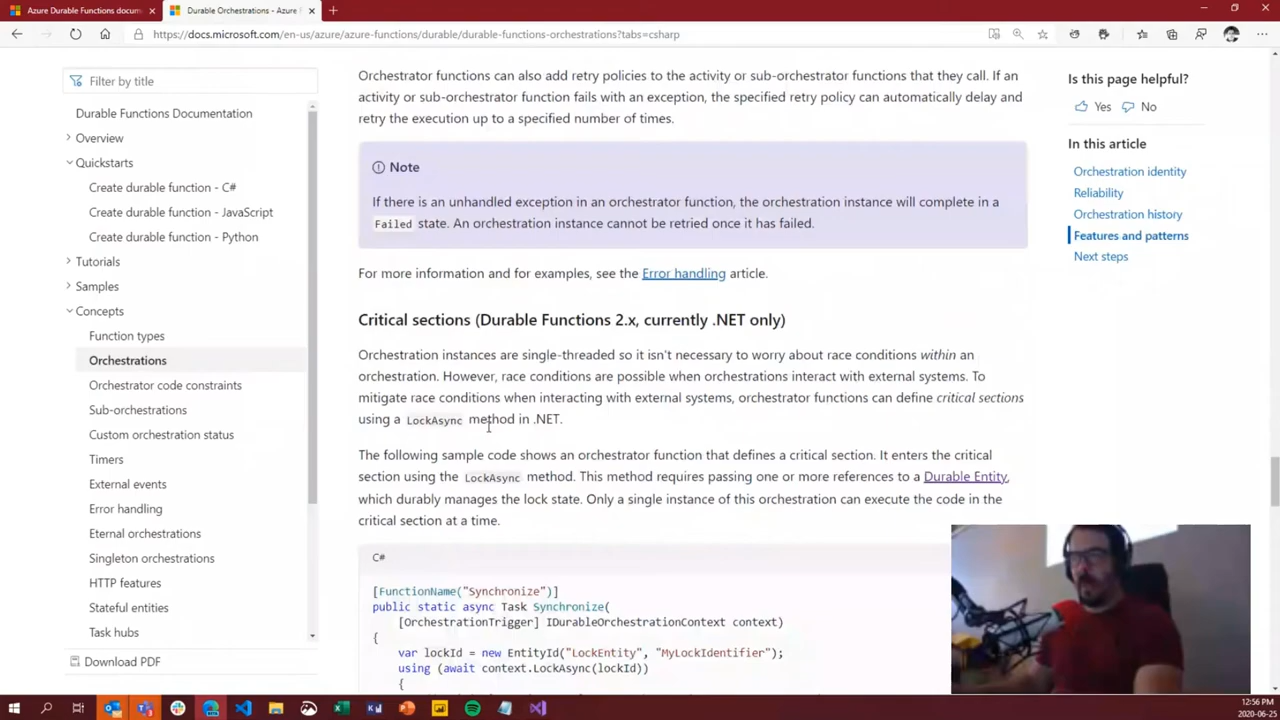 Azure Durable Functions docum
Durable Orchestrations - Azure F
https://docs.microsoft.com/en-us/azure/azure-functions/durable/durable-functions-orchestrations?tabs=csharp
Filter by title
Durable Functions Documentation
Overview
Quickstarts
Create durable function - C#
Create durable function - JavaScript
Create durable function - Python
Tutorials
Samples
Concepts
Function types
Orchestrations
Orchestrator code constraints
Sub-orchestrations
Custom orchestration status
Timers
External events
Error handling
Eternal orchestrations
Singleton orchestrations
HTTP features
Stateful entities
Task hubs
Download PDF
Orchestrator functions can also add retry policies to the activity or sub-orchestrator functions that they call. If an
activity or sub-orchestrator function fails with an exception, the specified retry policy can automatically delay and
retry the execution up to a specified number of times.
Note
If there is an unhandled exception in an orchestrator function, the orchestration instance will complete in a
Failed state. An orchestration instance cannot be retried once it has failed.
For more information and for examples, see the Error handling article.
Critical sections (Durable Functions 2.x, currently .NET only)
Orchestration instances are single-threaded so it isn't necessary to worry about race conditions within an
orchestration. However, race conditions are possible when orchestrations interact with external systems. To
mitigate race conditions when interacting with external systems, orchestrator functions can define critical sections
using a LockAsync method in .NET.
The following sample code shows an orchestrator function that defines a critical section. It enters the critical
section using the LockAsync method. This method requires passing one or more references to a Durable Entity,
which durably manages the lock state. Only a single instance of this orchestration can execute the code in the
critical section at a time.
C#
[FunctionName("Synchronize")]
public static async Task Synchronize(
[OrchestrationTrigger] IDurableOrchestrationContext context)
{
var lockId = new EntityId("LockEntity", "MyLockIdentifier");
using (await context.LockAsync(lockId))
{
Is this page helpful?
Yes
No
In this article
Orchestration identity
Reliability
Orchestration history
Features and patterns
Next steps
12:56 PM
2020-06-25